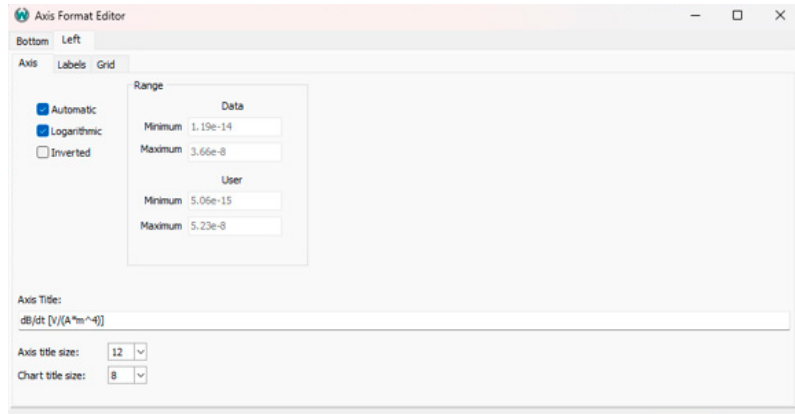 Axis Format Editor
Bottom Left
Axis Labels Grid
Range
Automatic
Logarithmic
Inverted
Data
Minimum 1.19e-14
Maximum 3.66e-8
User
Minimum 5.06e-15
Maximum 5.23e-8
Axis Title:
dB/dt [V/(A*m^4)]
Axis title size: 12
Chart title size: 8